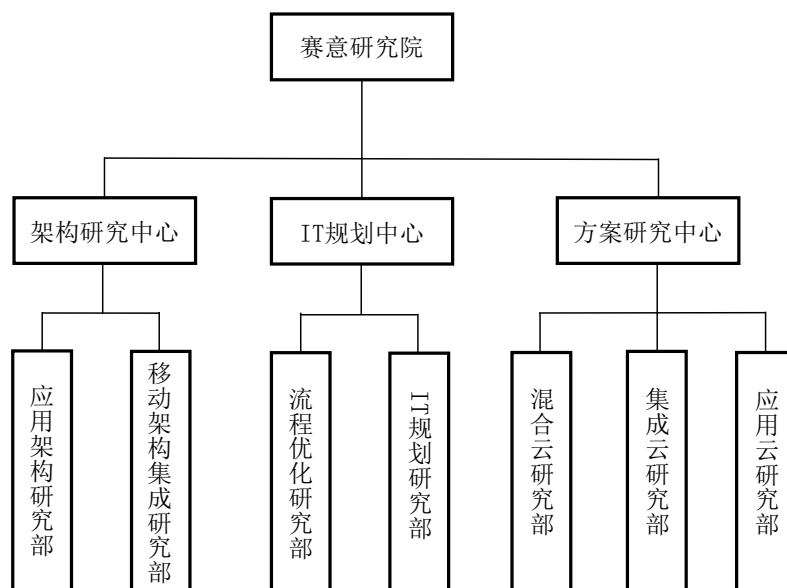 赛意研究院
架构研究中心
IT规划中心
方案研究中心
应用架构研究部
移动架构集成研究部
流程优化研究部
IT规划研究部
混合云研究部
集成云研究部
应用云研究部